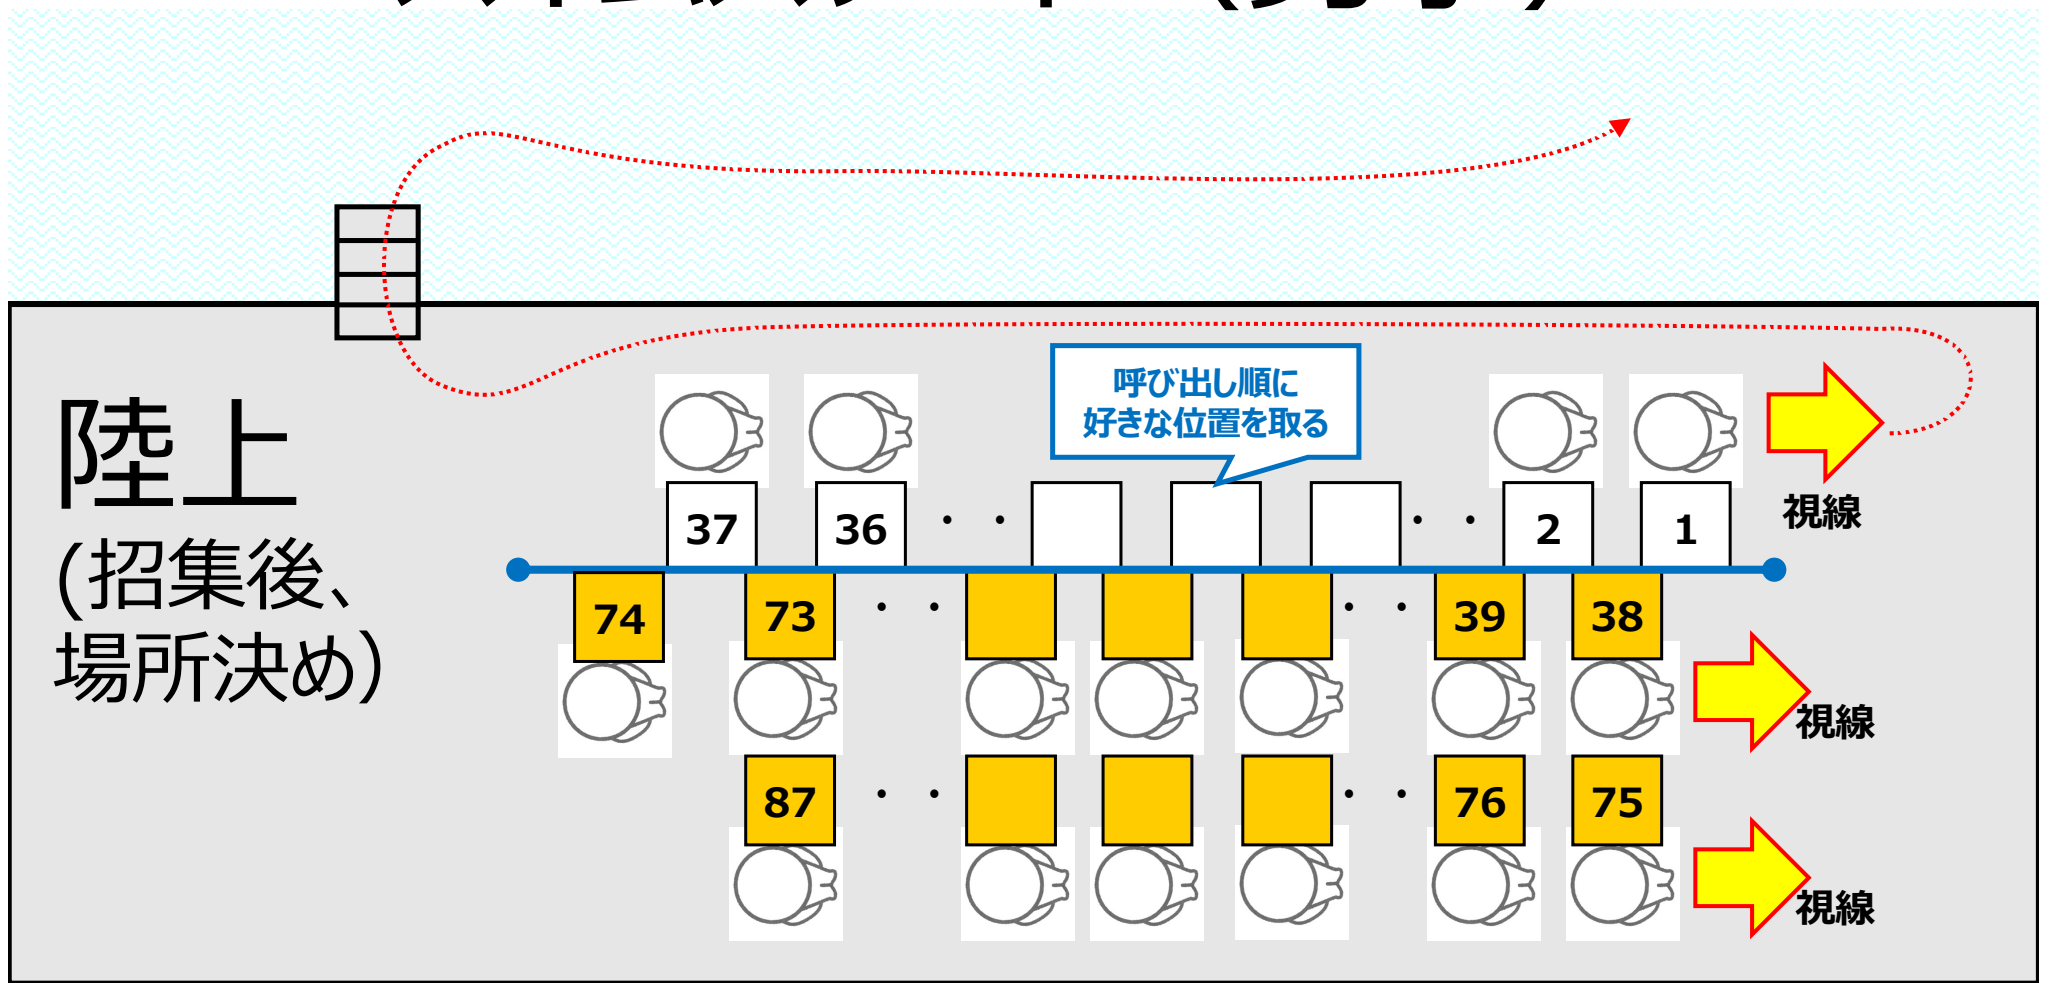 呼び出し順に
好きな位置を取る
陸上
(招集後、
場所決め)
視線
37 36 ・ ・ ・ ・ 2 1
74 73 ・ ・ ・ ・ 39 38
視線
87 ・ ・ ・ ・ 76 75
視線